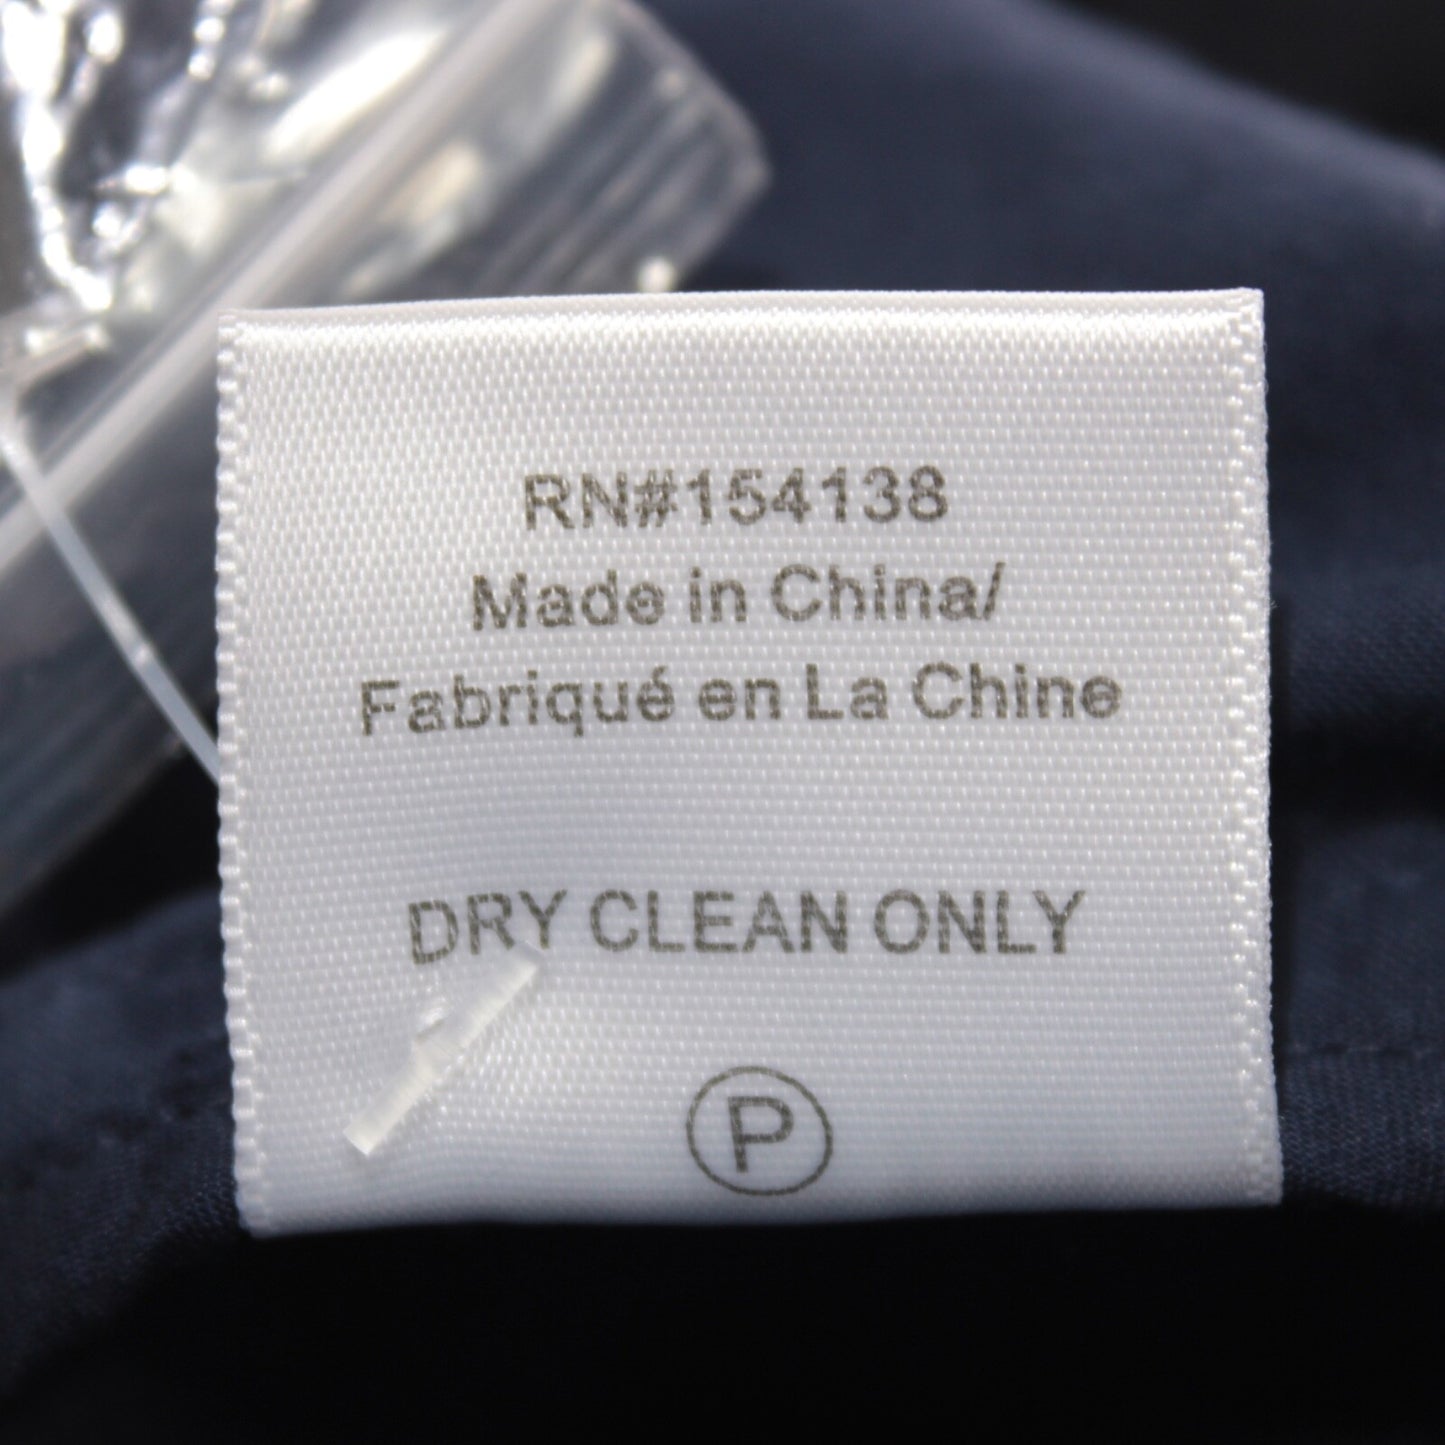 RN#154138
Made in China/
Fabriqué en La Chine
DRY CLEAN ONLY
P